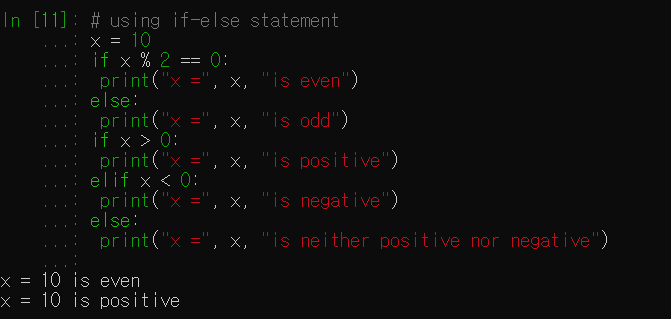 In [11]: # using if-else statement
    ...: x = 10
    ...: if x % 2 == 0:
    ...:  print("x =", x, "is even")
    ...: else:
    ...:  print("x =", x, "is odd")
    ...: if x > 0:
    ...:  print("x =", x, "is positive")
    ...: elif x < 0:
    ...:  print("x =", x, "is negative")
    ...: else:
    ...:  print("x =", x, "is neither positive nor negative")
    ...:
x = 10 is even
x = 10 is positive